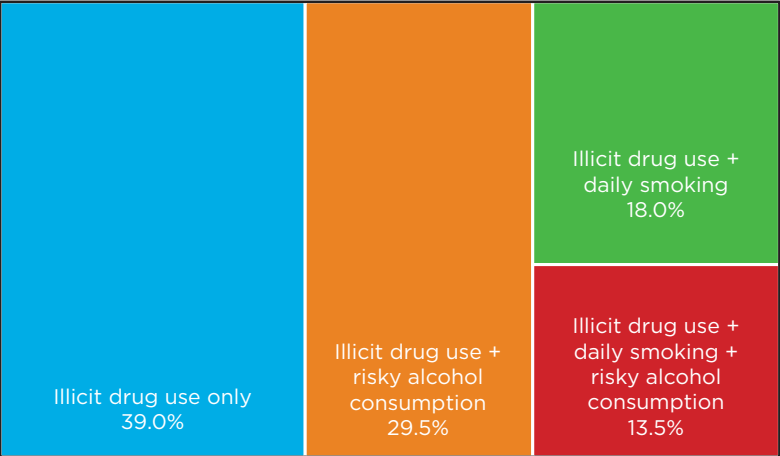 Illicit drug use only
39.0%
Illicit drug use +
risky alcohol
consumption
29.5%
Illicit drug use +
daily smoking
18.0%
Illicit drug use +
daily smoking +
risky alcohol
consumption
13.5%